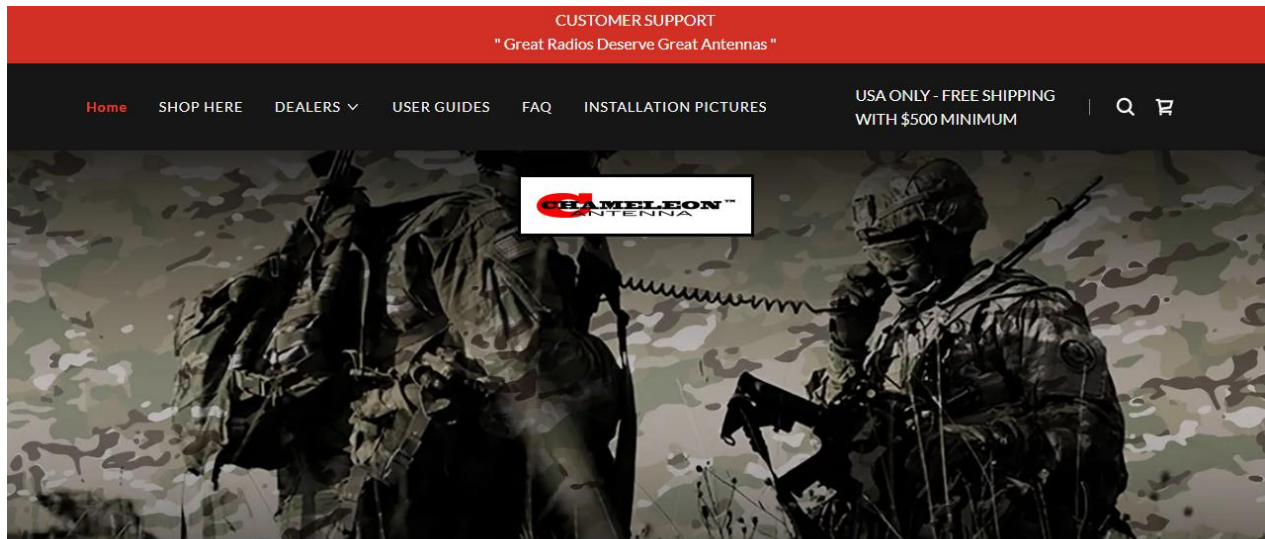 CUSTOMER SUPPORT
" Great Radios Deserve Great Antennas "
Home SHOP HERE DEALERS USER GUIDES FAQ INSTALLATION PICTURES
USA ONLY - FREE SHIPPING
WITH $500 MINIMUM
CHAMELEON™
ANTENNA